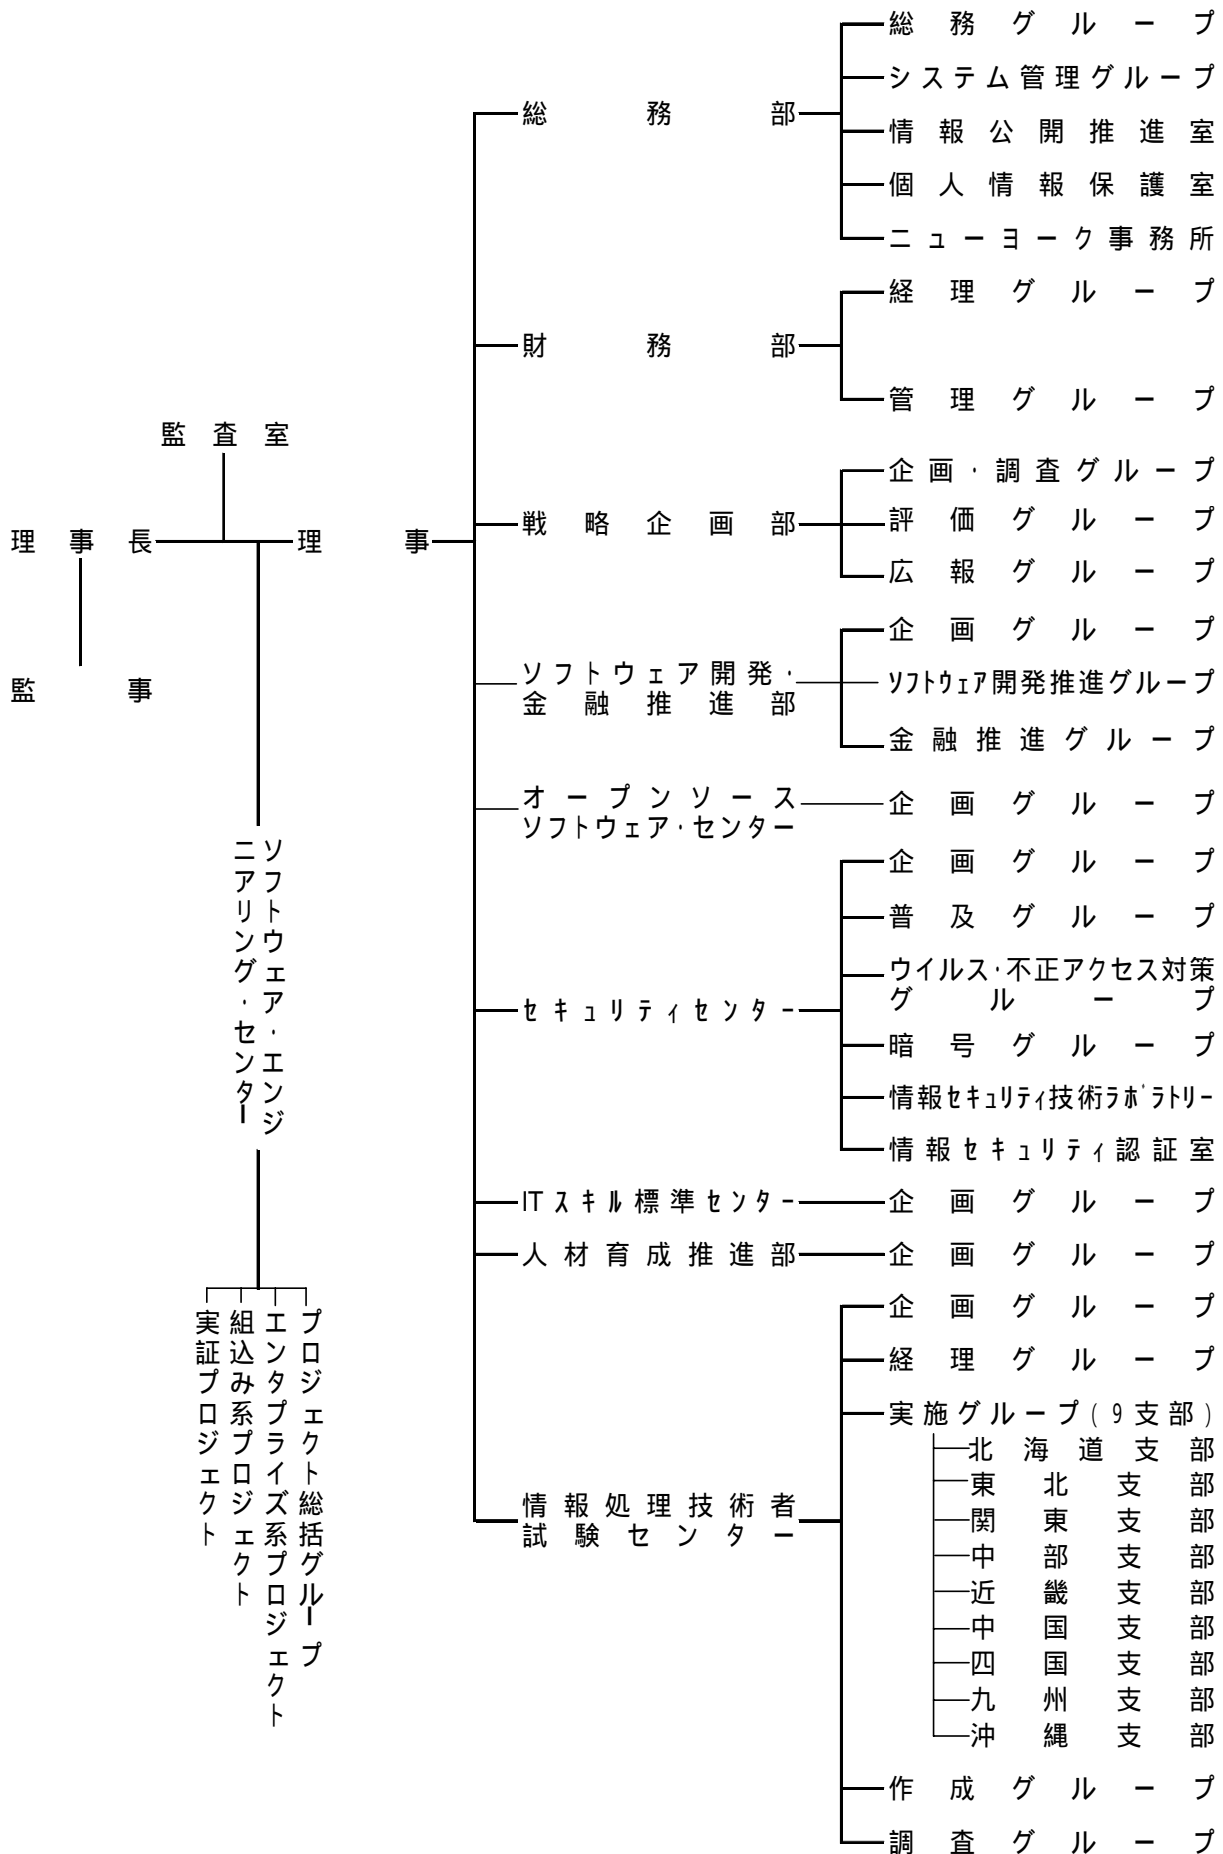 監査室
理事長
理事
監事
ソフトウェア・エンジ
ニアリング・センター
プロジェクト総括グループ
エンタプライズ系プロジェクト
組込み系プロジェクト
実証プロジェクト
総務部
総務グループ
システム管理グループ
情報公開推進室
個人情報保護室
ニューヨーク事務所
財務部
経理グループ
管理グループ
戦略企画部
企画・調査グループ
評価グループ
広報グループ
ソフトウェア開発・
金融推進部
企画グループ
ソフトウェア開発推進グループ
金融推進グループ
オープンソース
ソフトウェア・センター
企画グループ
セキュリティセンター
企画グループ
普及グループ
ウイルス・不正アクセス対策
グループ
暗号グループ
情報セキュリティ技術ラボラトリー
情報セキュリティ認証室
ITスキル標準センター
企画グループ
人材育成推進部
企画グループ
情報処理技術者
試験センター
企画グループ
経理グループ
実施グループ(9支部)
北海道支部
東北支部
関東支部
中部支部
近畿支部
中国支部
四国支部
九州支部
沖縄支部
作成グループ
調査グループ